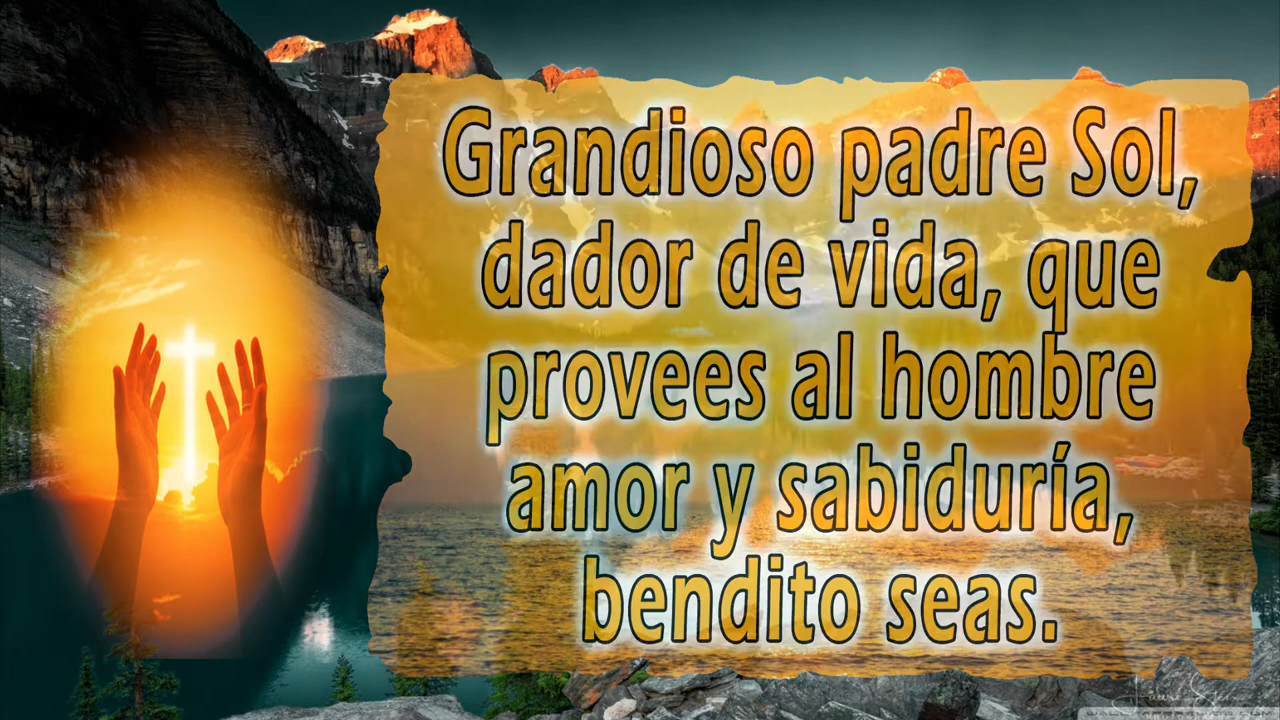 Grandioso padre Sol,
dador de vida, que
provees al hombre
amor y sabiduría,
bendito seas.